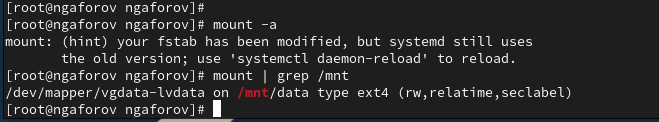 [root@ngaforov ngaforov]#
[root@ngaforov ngaforov]# mount -a
mount: (hint) your fstab has been modified, but systemd still uses
       the old version; use 'systemctl daemon-reload' to reload.
[root@ngaforov ngaforov]# mount | grep /mnt
/dev/mapper/vgdata-lvdata on /mnt/data type ext4 (rw,relatime,seclabel)
[root@ngaforov ngaforov]#